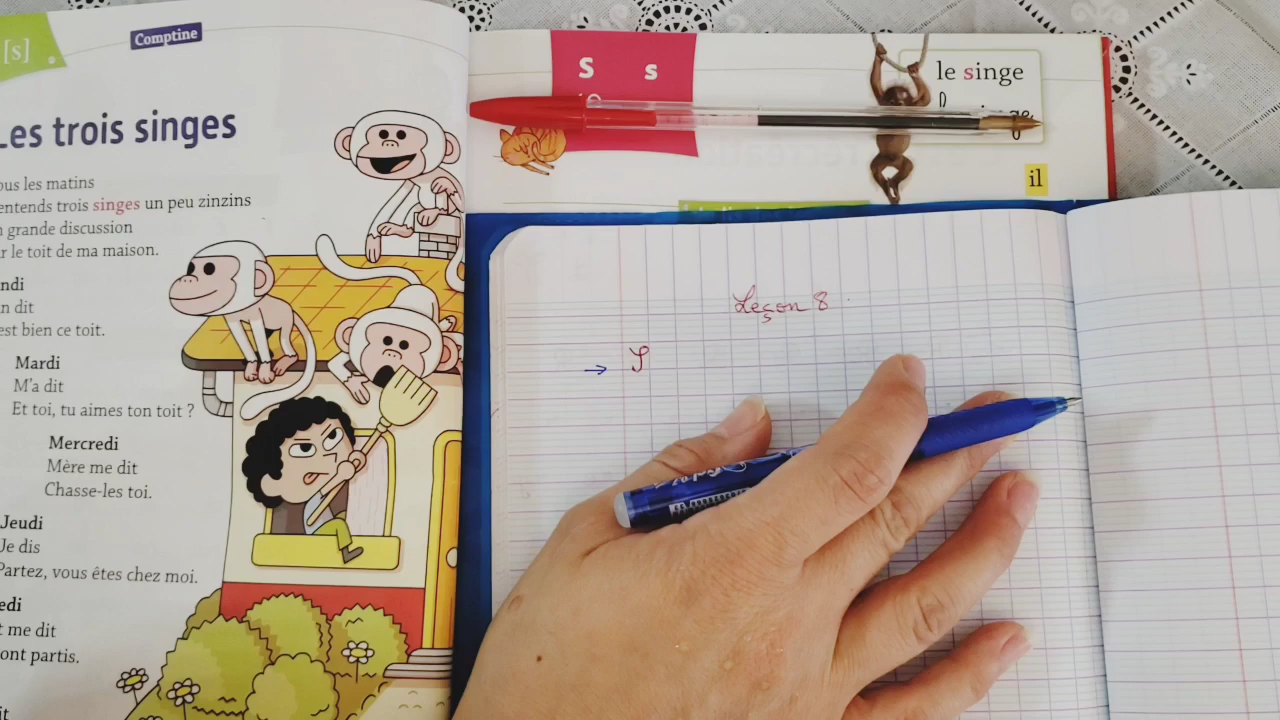 [s]
Comptine
Les trois singes
ous les matins
entends trois singes un peu zinzins
n grande discussion
r le toit de ma maison.
ndi
n dit
est bien ce toit.
Mardi
M'a dit
Et toi, tu aimes ton toit ?
Mercredi
Mère me dit
Chasse-les toi.
Jeudi
Je dis
Partez, vous êtes chez moi.
edi
t me dit
ont partis.
it
S s
le singe
il
Leçon 8
→ S